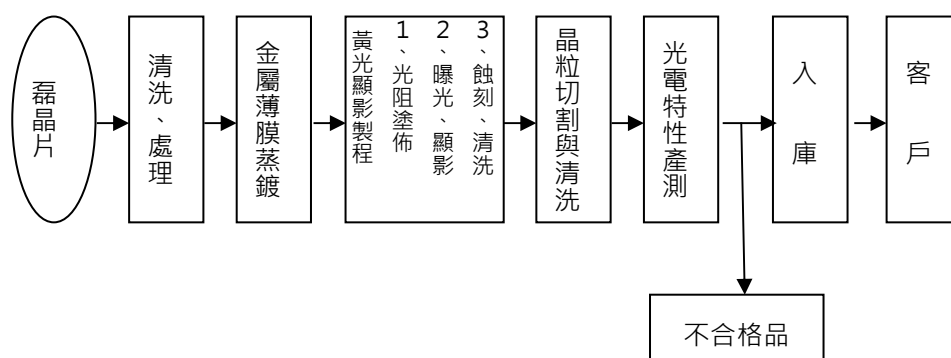 磊晶片
清洗、處理
金屬薄膜蒸鍍
黃光顯影製程
1、光阻塗佈
2、曝光、顯影
3、蝕刻、清洗
晶粒切割與清洗
光電特性產測
入庫
客戶
不合格品